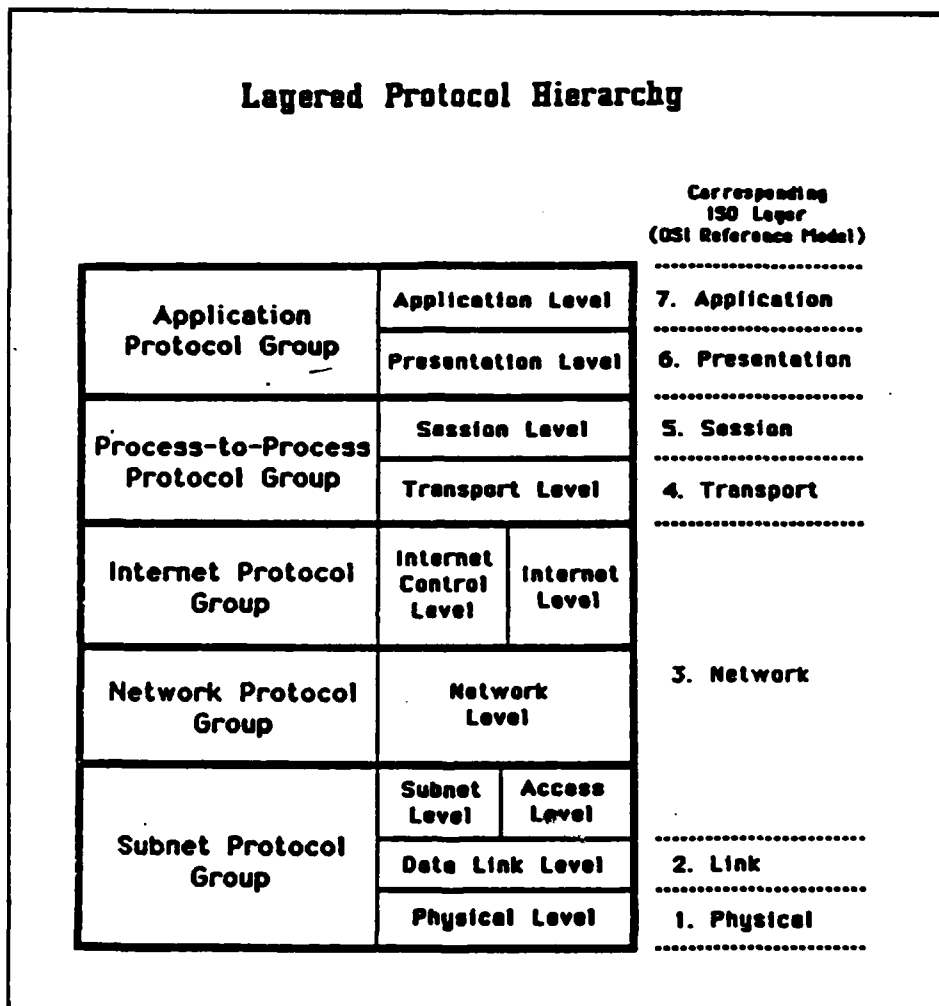 Layered Protocol Hierarchy
Corresponding
ISO Layer
(OSI Reference Model)
Application
Protocol Group
Application Level
7. Application
Presentation Level
6. Presentation
Process-to-Process
Protocol Group
Session Level
5. Session
Transport Level
4. Transport
Internet Protocol
Group
Internet
Control
Level
Internet
Level
3. Network
Network Protocol
Group
Network
Level
Subnet Protocol
Group
Subnet
Level
Access
Level
Data Link Level
2. Link
Physical Level
1. Physical